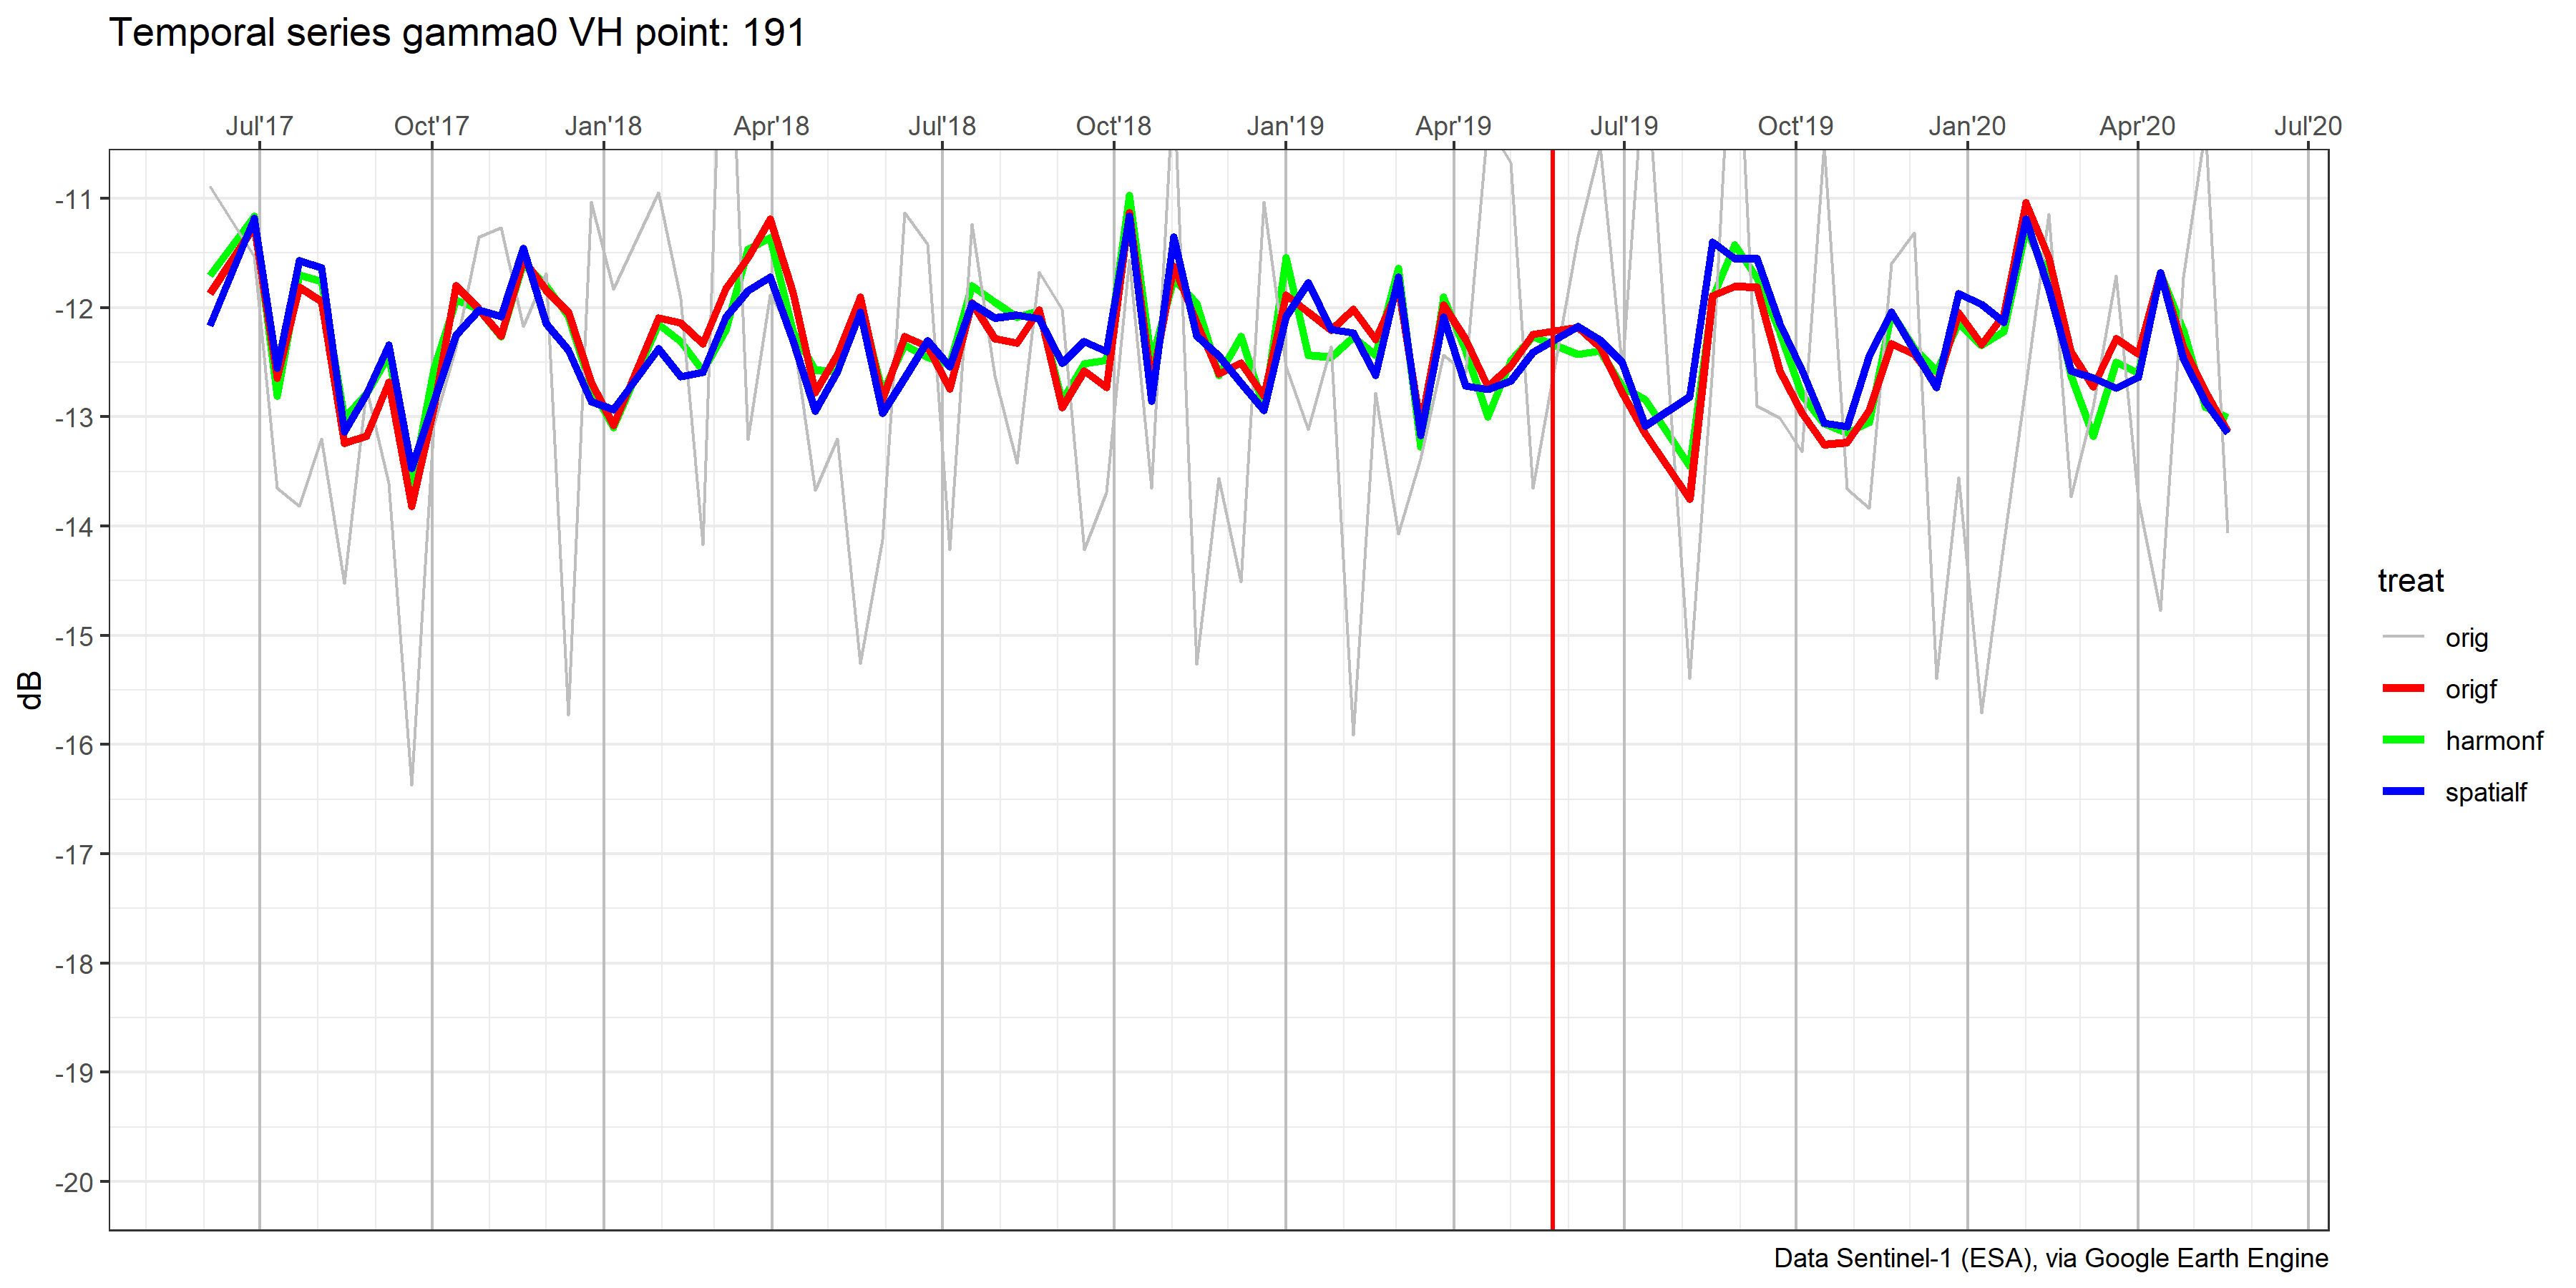 Temporal series gamma0 VH point: 191
Jul'17 Oct'17 Jan'18 Apr'18 Jul'18 Oct'18 Jan'19 Apr'19 Jul'19 Oct'19 Jan'20 Apr'20 Jul'20
-11
-12
-13
-14
-15
-16
-17
-18
-19
-20
dB
treat
orig
origf
harmonf
spatialf
Data Sentinel-1 (ESA), via Google Earth Engine